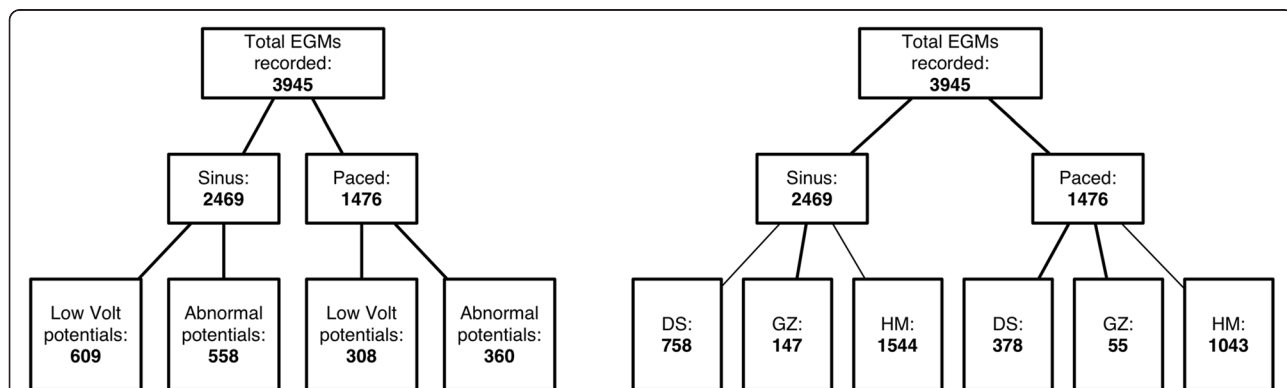 Total EGMs
recorded:
3945
Sinus:
2469
Paced:
1476
Low Volt
potentials:
609
Abnormal
potentials:
558
Low Volt
potentials:
308
Abnormal
potentials:
360
Total EGMs
recorded:
3945
Sinus:
2469
Paced:
1476
DS:
758
GZ:
147
HM:
1544
DS:
378
GZ:
55
HM:
1043